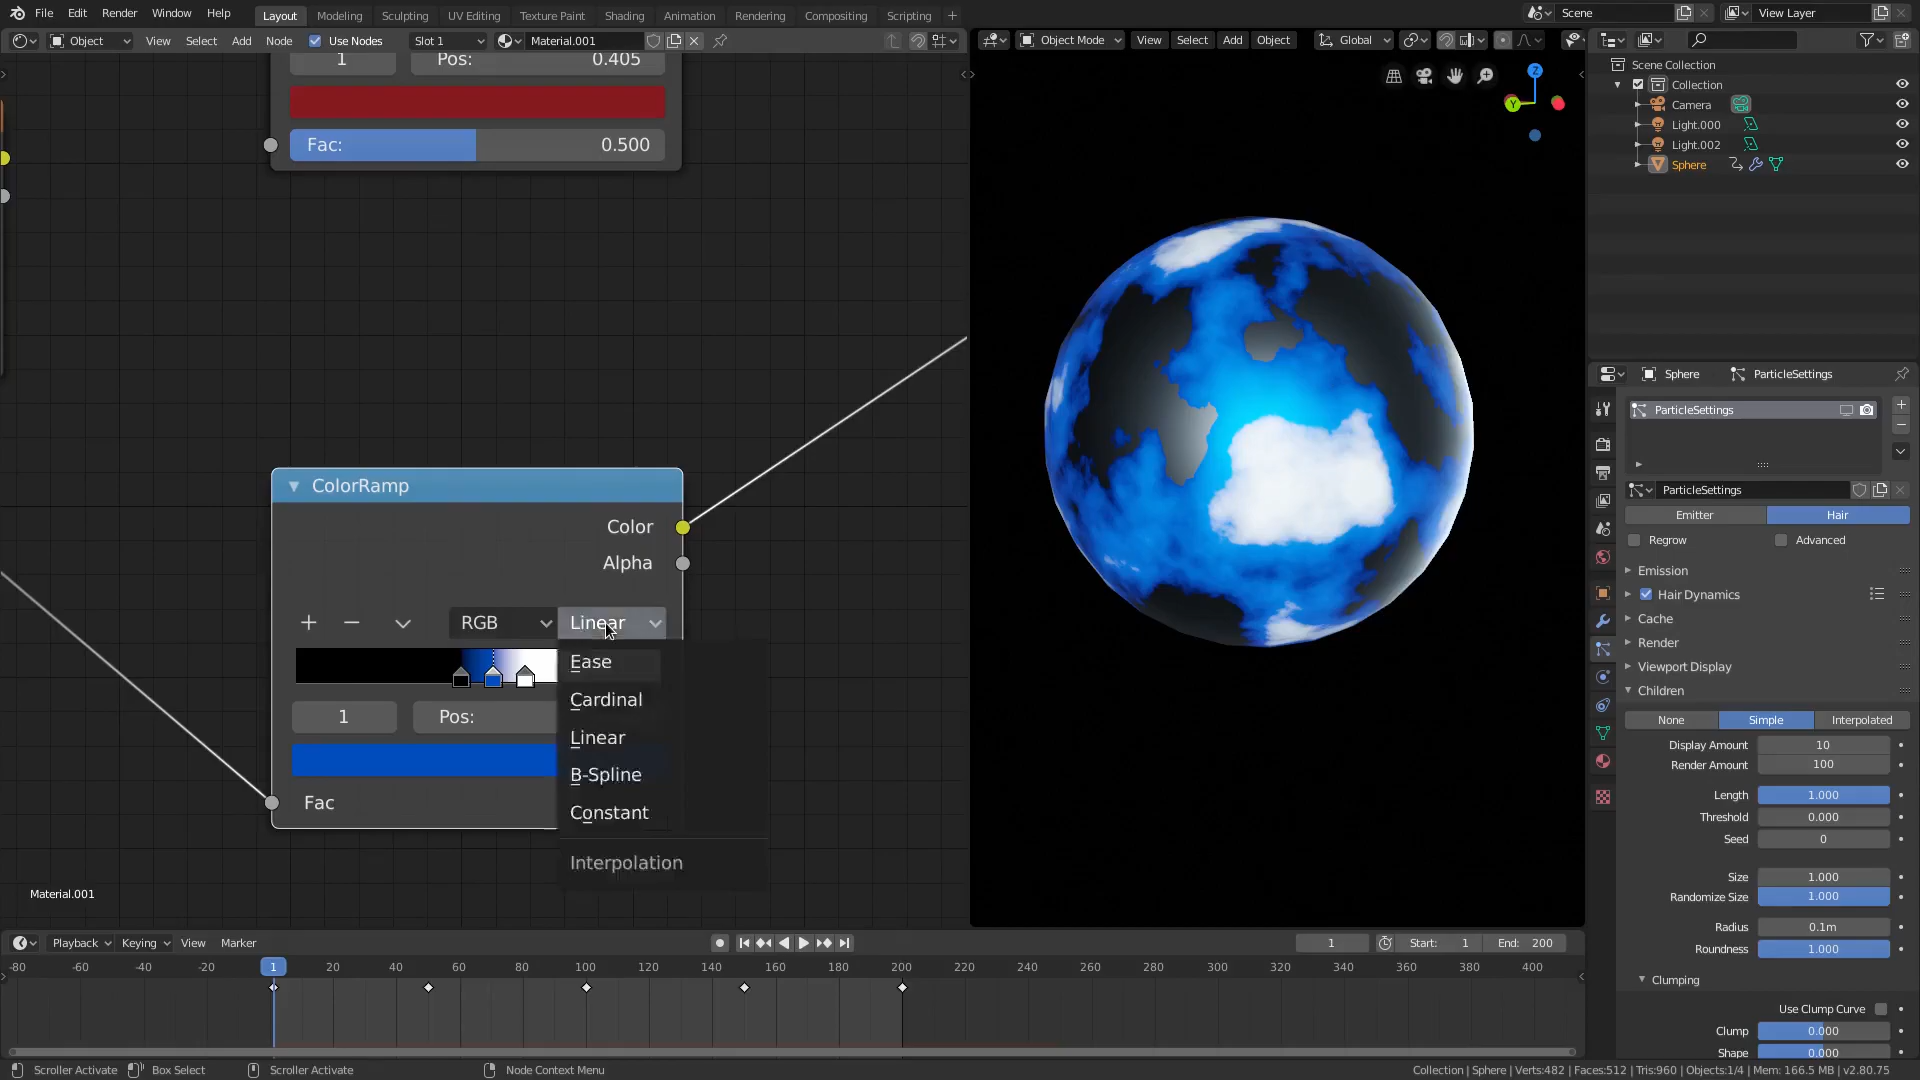 File Edit Render Window Help Layout Modeling Sculpting UV Editing Texture Paint Shading Animation Rendering Compositing Scripting + Scene View Layer
Object View Select Add Node Use Nodes Slot 1 Material.001 Object Mode View Select Add Object Global
1 Pos: 0.405
Fac: 0.500
ColorRamp
Color
Alpha
RGB Linear
Ease
Cardinal
Linear
B-Spline
Constant
Interpolation
1 Pos:
Fac
Material.001
Z
Y
Scene Collection
Collection
Camera
Light.000
Light.002
Sphere
Sphere ParticleSettings
ParticleSettings
ParticleSettings
Emitter Hair
Regrow Advanced
Emission
Hair Dynamics
Cache
Render
Viewport Display
Children
None Simple Interpolated
Display Amount 10
Render Amount 100
Length 1.000
Threshold 0.000
Seed 0
Size 1.000
Randomize Size 1.000
Radius 0.1m
Roundness 1.000
Clumping
Use Clump Curve
Clump 0.000
Shape 0.000
Playback Keying View Marker 1 Start: 1 End: 200
-80 -60 -40 -20 1 20 40 60 80 100 120 140 160 180 200 220 240 260 280 300 320 340 360 380 400
Scroller Activate Box Select Scroller Activate Node Context Menu Collection | Sphere | Verts:482 | Faces:512 | Tris:960 | Objects:1/4 | Mem: 166.5 MB | v2.80.75